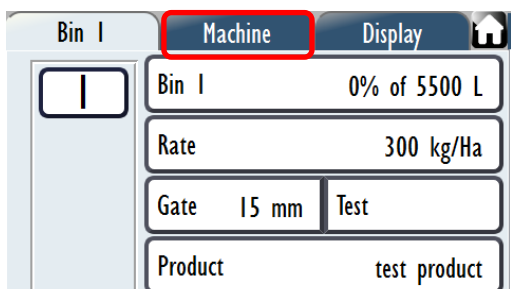 Bin 1 Machine Display
1
Bin 1 0% of 5500 L
Rate 300 kg/Ha
Gate 15 mm Test
Product test product